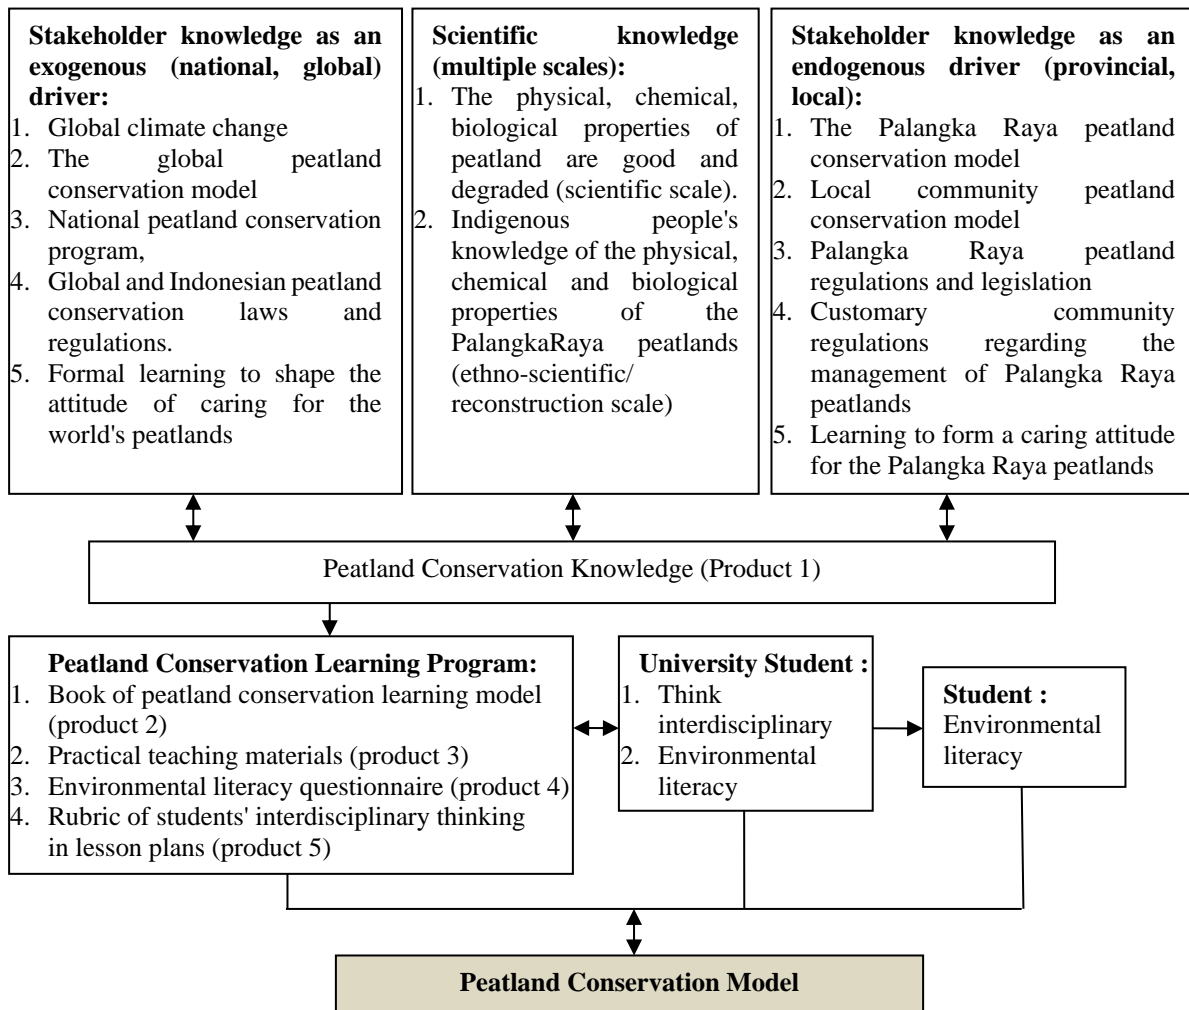 Stakeholder knowledge as an
exogenous (national, global)
driver:
1. Global climate change
2. The global peatland
conservation model
3. National peatland conservation
program,
4. Global and Indonesian peatland
conservation laws and
regulations.
5. Formal learning to shape the
attitude of caring for the
world's peatlands
Scientific knowledge
(multiple scales):
1. The physical, chemical,
biological properties of
peatland are good and
degraded (scientific scale).
2. Indigenous people's
knowledge of the physical,
chemical and biological
properties of the
PalangkaRaya peatlands
(ethno-scientific/
reconstruction scale)
Stakeholder knowledge as an
endogenous driver (provincial,
local):
1. The Palangka Raya peatland
conservation model
2. Local community peatland
conservation model
3. Palangka Raya peatland
regulations and legislation
4. Customary community
regulations regarding the
management of Palangka Raya
peatlands
5. Learning to form a caring attitude
for the Palangka Raya peatlands
Peatland Conservation Knowledge (Product 1)
Peatland Conservation Learning Program:
1. Book of peatland conservation learning model
(product 2)
2. Practical teaching materials (product 3)
3. Environmental literacy questionnaire (product 4)
4. Rubric of students' interdisciplinary thinking
in lesson plans (product 5)
University Student :
1. Think
interdisciplinary
2. Environmental
literacy
Student :
Environmental
literacy
Peatland Conservation Model